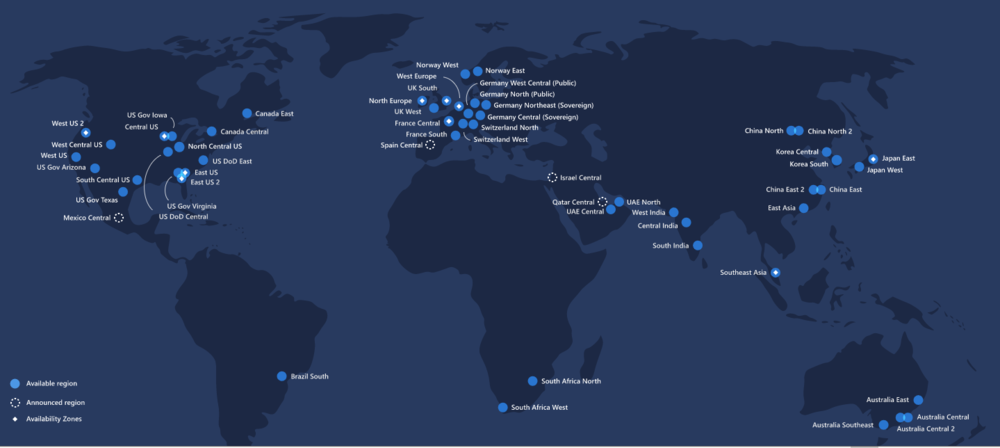 Norway West
Norway East
West Europe
Germany West Central (Public)
UK South
Germany North (Public)
North Europe
Germany Northeast (Sovereign)
UK West
Germany Central (Sovereign)
France Central
Switzerland North
France South
Switzerland West
Spain Central
US Gov Iowa
Canada East
West US 2
Central US
Canada Central
West Central US
North Central US
West US
US DoD East
US Gov Arizona
East US
South Central US
East US 2
US Gov Texas
US Gov Virginia
Mexico Central
US DoD Central
China North
China North 2
Korea Central
Japan East
Korea South
Japan West
Israel Central
China East 2
China East
Qatar Central
UAE North
UAE Central
West India
East Asia
Central India
South India
Southeast Asia
Brazil South
South Africa North
South Africa West
Australia East
Australia Central
Australia Southeast
Australia Central 2
Available region
Announced region
Availability Zones